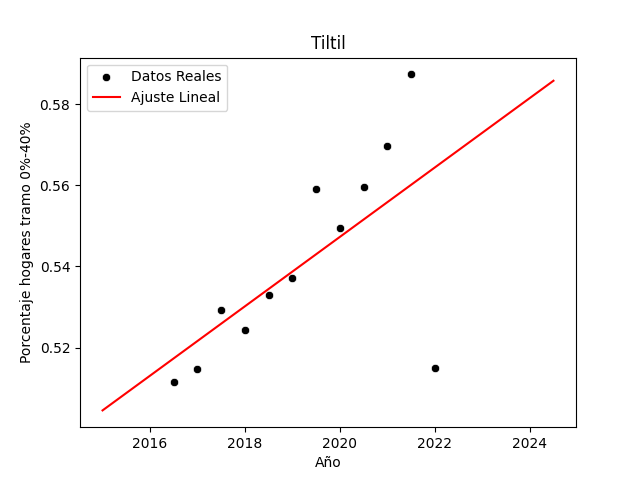 Tiltil
Datos Reales
Ajuste Lineal
Porcentaje hogares tramo 0%-40%
0.58
0.56
0.54
0.52
2016 2018 2020 2022 2024
Año